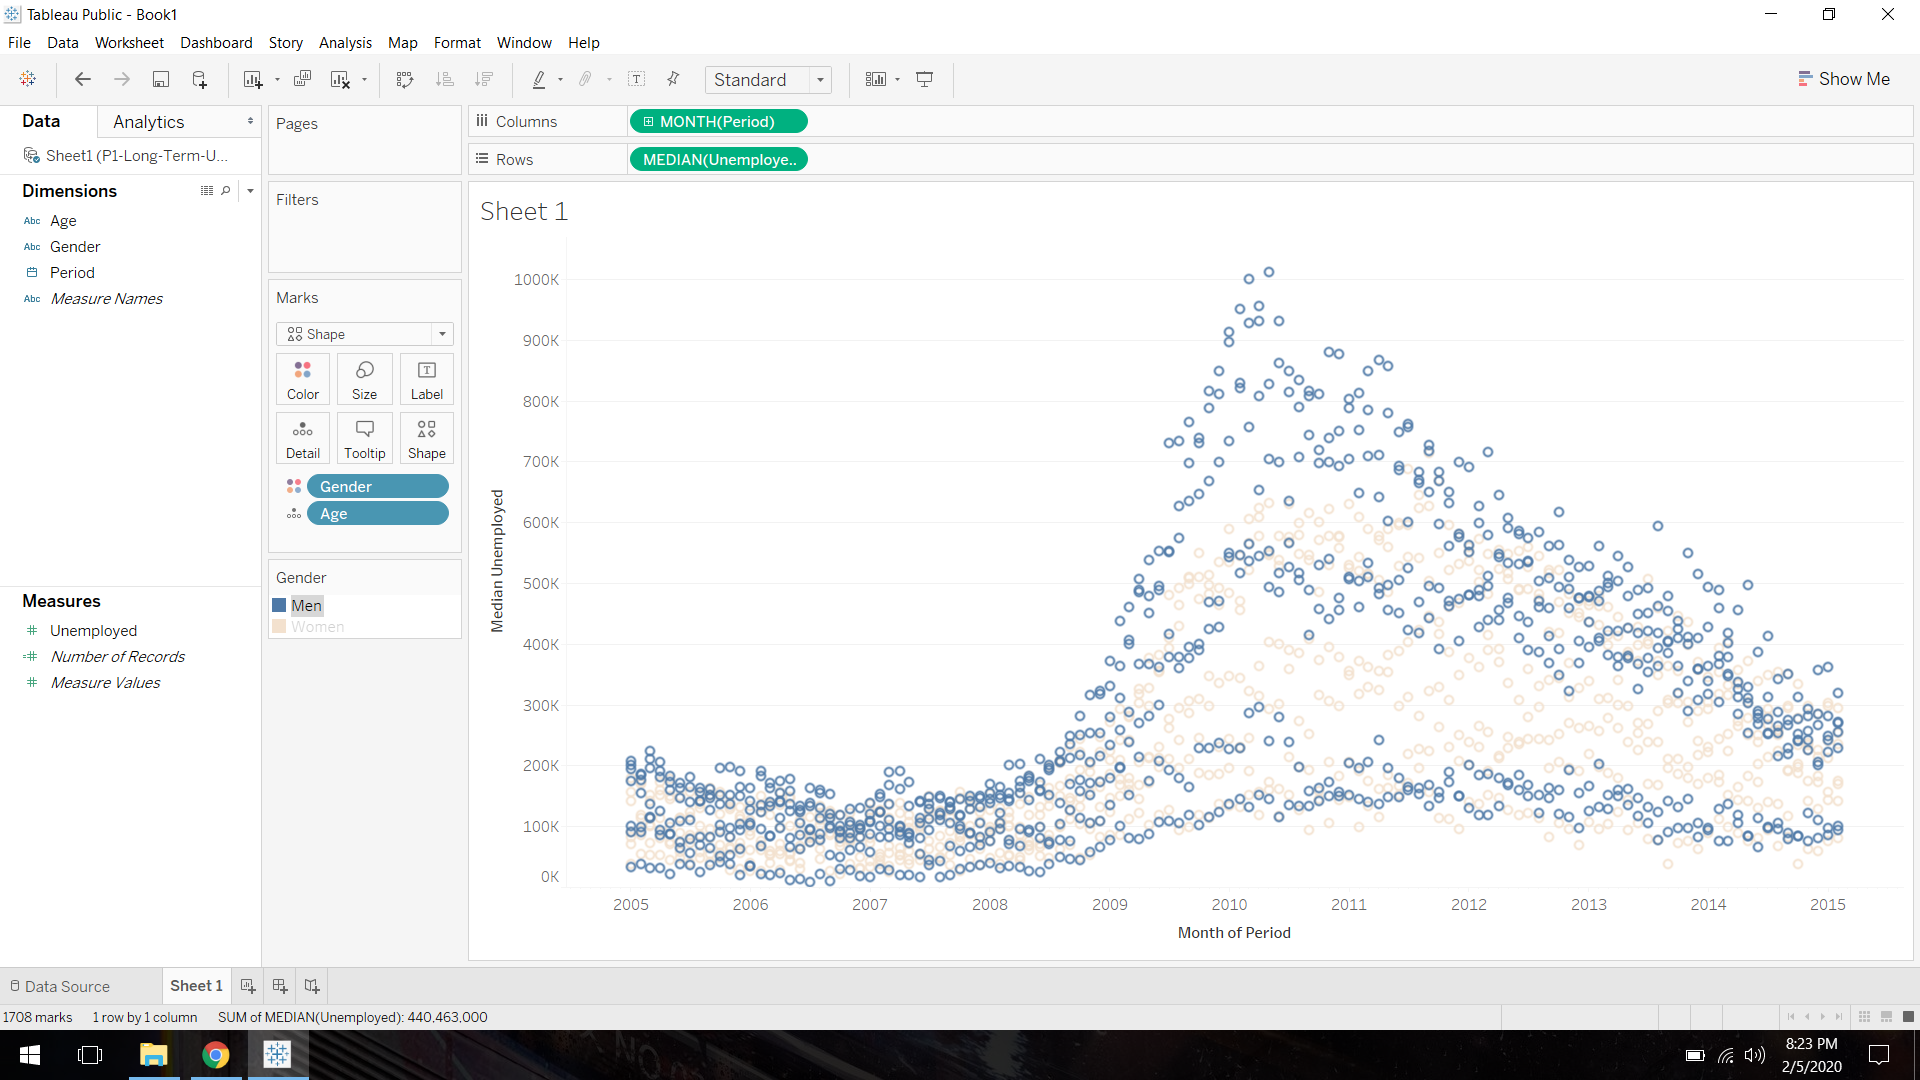 Tableau Public - Book1
File Data Worksheet Dashboard Story Analysis Map Format Window Help
Standard
Show Me
Data Analytics
Sheet1 (P1-Long-Term-U...
Dimensions
Abc Age
Abc Gender
Period
Abc Measure Names
Measures
# Unemployed
=# Number of Records
# Measure Values
Pages
Filters
Marks
Shape
Color Size Label
Detail Tooltip Shape
Gender
Age
Gender
Men
Women
Columns MONTH(Period)
Rows MEDIAN(Unemploye..
Sheet 1
Median Unemployed
1000K
900K
800K
700K
600K
500K
400K
300K
200K
100K
0K
2005 2006 2007 2008 2009 2010 2011 2012 2013 2014 2015
Month of Period
Data Source Sheet 1
1708 marks 1 row by 1 column SUM of MEDIAN(Unemployed): 440,463,000
8:23 PM
2/5/2020